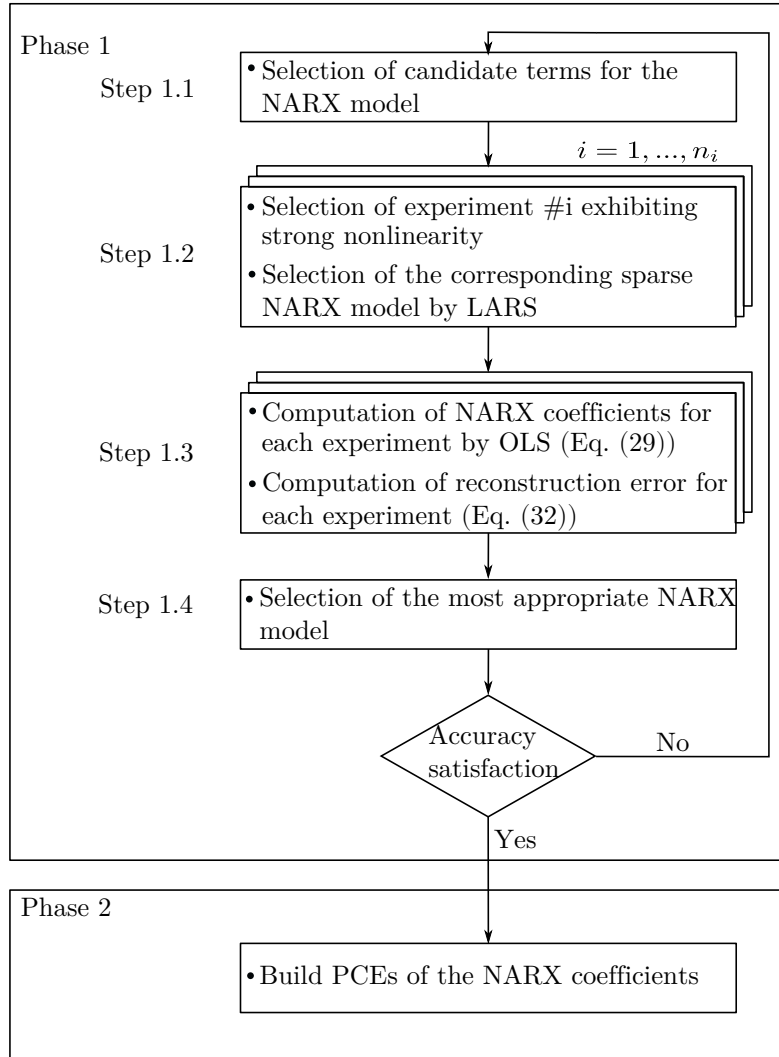 Phase 1
Step 1.1
• Selection of candidate terms for the
NARX model
i = 1, ..., n_i
Step 1.2
• Selection of experiment #i exhibiting
strong nonlinearity
• Selection of the corresponding sparse
NARX model by LARS
Step 1.3
• Computation of NARX coefficients for
each experiment by OLS (Eq. (29))
• Computation of reconstruction error for
each experiment (Eq. (32))
Step 1.4
• Selection of the most appropriate NARX
model
Accuracy
satisfaction
No
Yes
Phase 2
• Build PCEs of the NARX coefficients